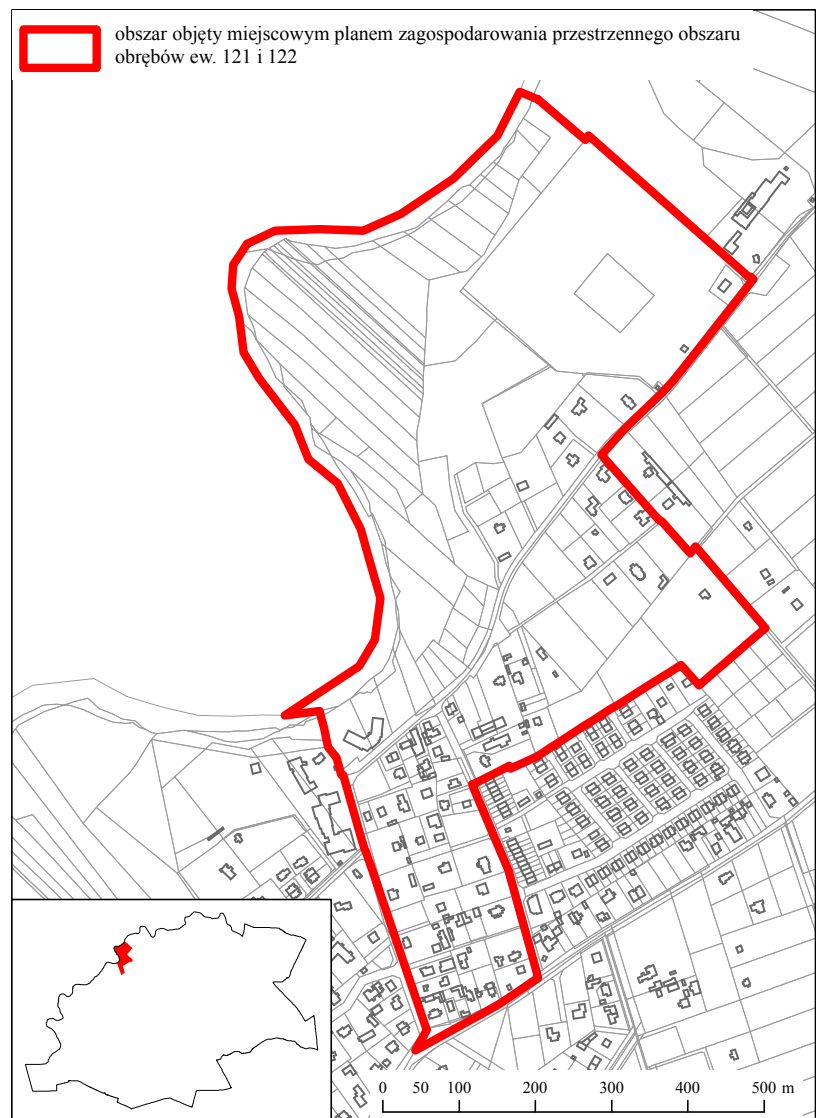 obszar objęty miejscowym planem zagospodarowania przestrzennego obszaru
obrębów ew. 121 i 122
0 50 100 200 300 400 500 m